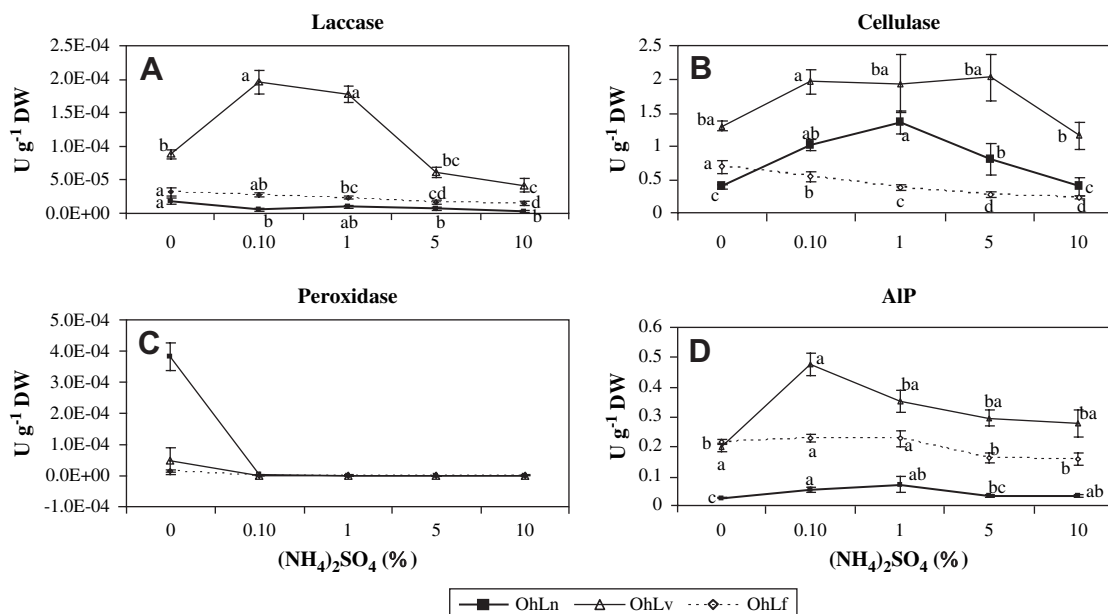 Laccase
A
U g-1 DW
2.5E-04
2.0E-04
1.5E-04
1.0E-04
5.0E-05
0.0E+00
b a a bc c
a ab bc cd d
a b ab b b
0 0.10 1 5 10
Cellulase
B
U g-1 DW
2.5
2
1.5
1
0.5
0
ba a ba ba b
c ab a b c
a b c d d
0 0.10 1 5 10
Peroxidase
C
U g-1 DW
5.0E-04
4.0E-04
3.0E-04
2.0E-04
1.0E-04
0.0E+00
-1.0E-04
0 0.10 1 5 10
(NH4)2SO4 (%)
AlP
D
U g-1 DW
0.6
0.5
0.4
0.3
0.2
0.1
0
b a ba ba ba
a a a b b
c a ab bc ab
0 0.10 1 5 10
(NH4)2SO4 (%)
OhLn OhLv OhLf